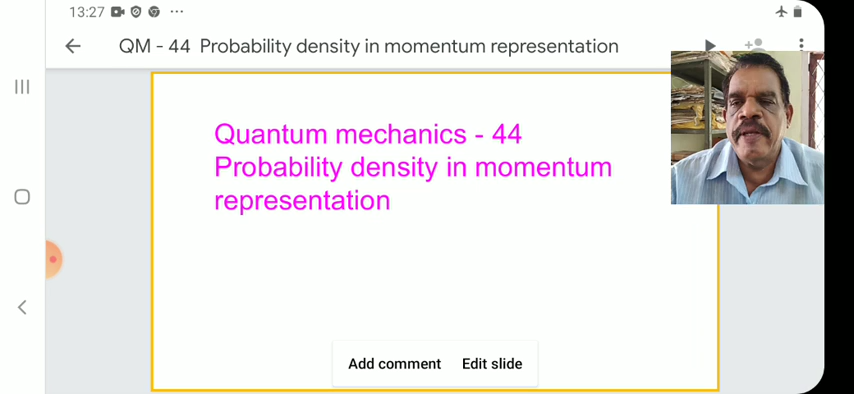 13:27
QM - 44 Probability density in momentum representation
Quantum mechanics - 44
Probability density in momentum
representation
Add comment Edit slide